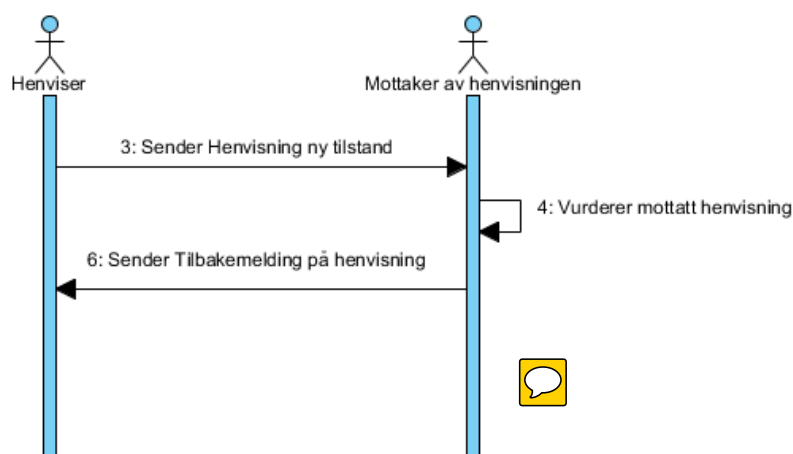 Henviser
Mottaker av henvisningen
3: Sender Henvisning ny tilstand
4: Vurderer mottatt henvisning
6: Sender Tilbakemelding på henvisning